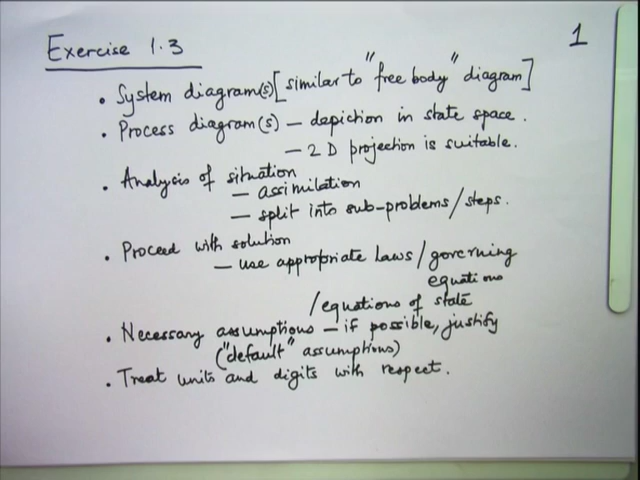 Exercise 1.3
1
• System diagram(s) [similar to "free body" diagram]
• Process diagram(s) – depiction in state space.
– 2D projection is suitable.
• Analysis of situation
– assimilation
– split into sub-problems/steps.
• Proceed with solution
– use appropriate Laws/governing
equations
/equations of state
• Necessary assumptions – if possible, justify
("default" assumptions)
• Treat units and digits with respect.